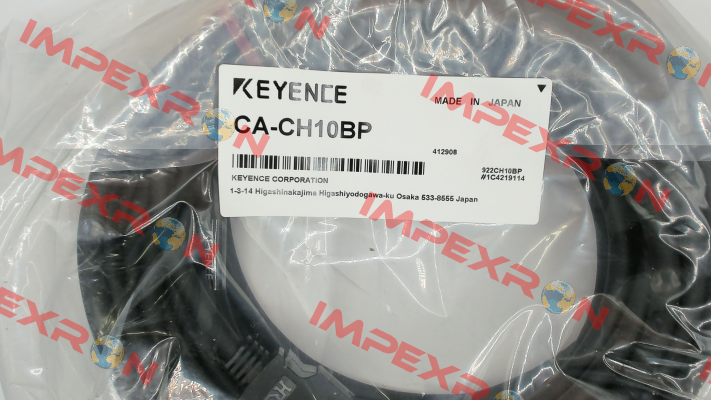 KEYENCE
MADE IN JAPAN
CA-CH10BP
412908
922CH10BP
#1C4219114
KEYENCE CORPORATION
1-3-14 Higashinakajima Higashiyodogawa-ku Osaka 533-8555 Japan
IMPEXRON
IMPEXRON
IMPEXRON
IMPEXRON
IMPEXRON
IMPEXRON